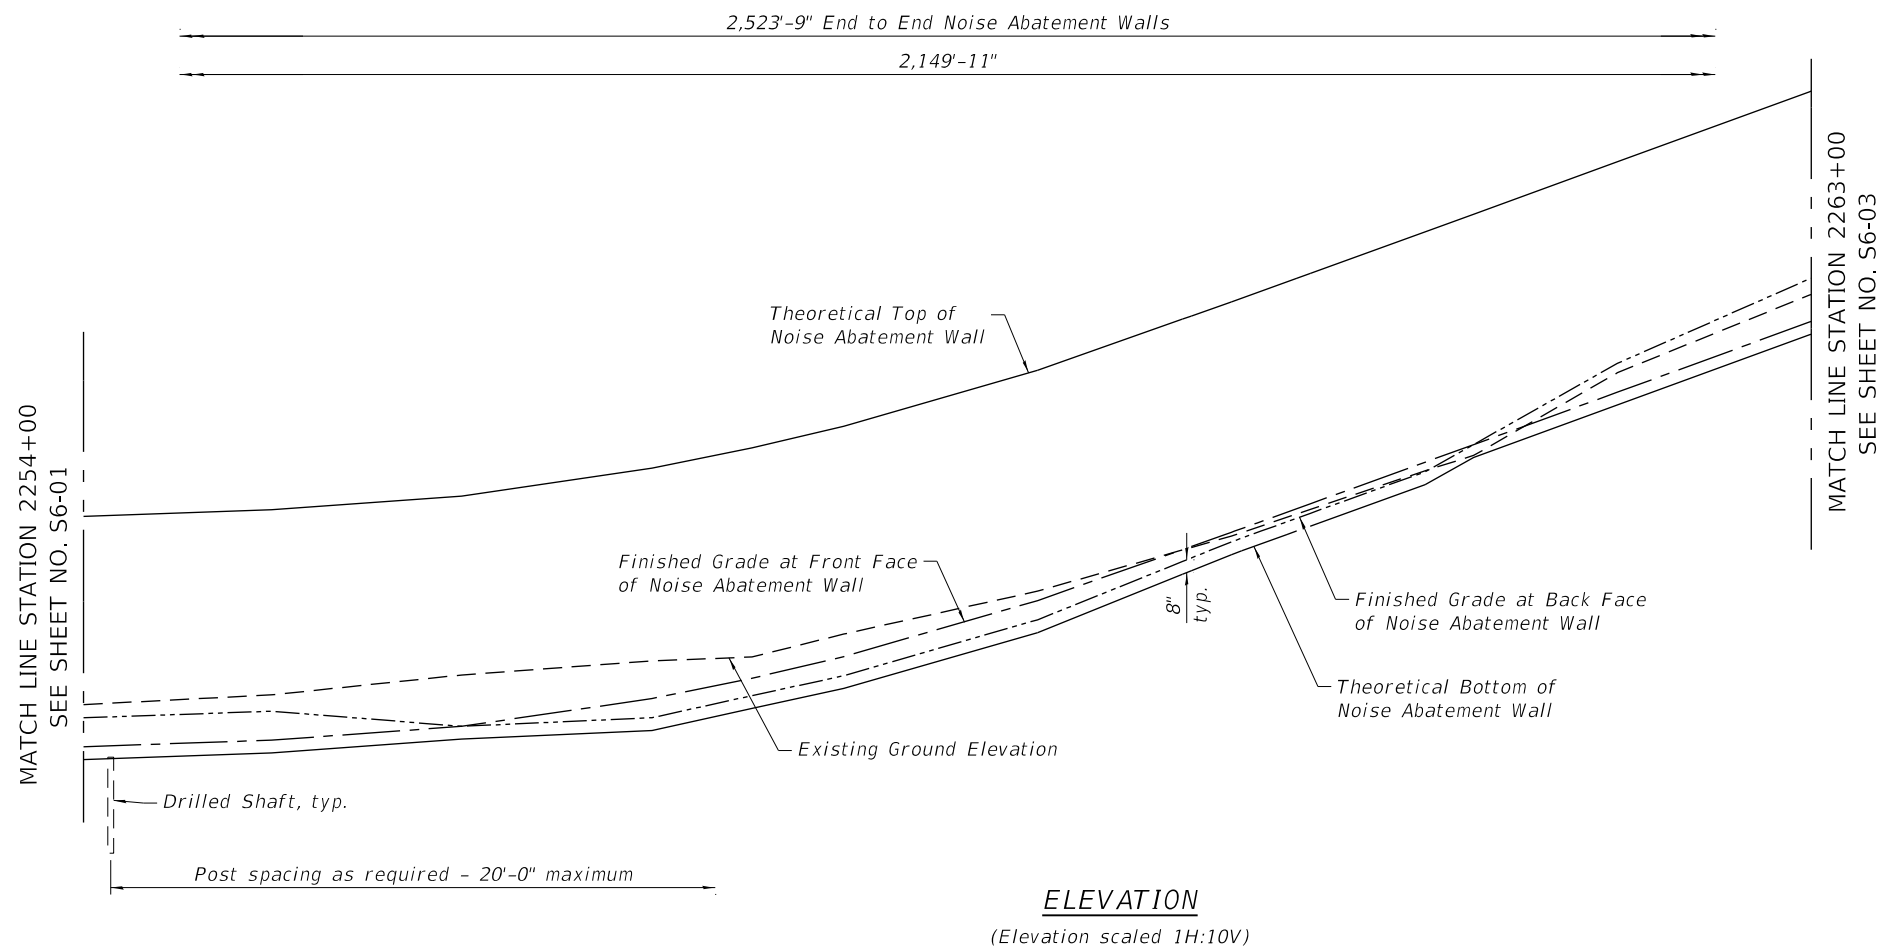 2,523'-9" End to End Noise Abatement Walls
2,149'-11"
MATCH LINE STATION 2263+00
SEE SHEET NO. S6-03
Theoretical Top of
Noise Abatement Wall
MATCH LINE STATION 2254+00
SEE SHEET NO. S6-01
Finished Grade at Front Face
of Noise Abatement Wall
8"
typ.
Finished Grade at Back Face
of Noise Abatement Wall
Theoretical Bottom of
Noise Abatement Wall
Existing Ground Elevation
Drilled Shaft, typ.
Post spacing as required - 20'-0" maximum
ELEVATION
(Elevation scaled 1H:10V)